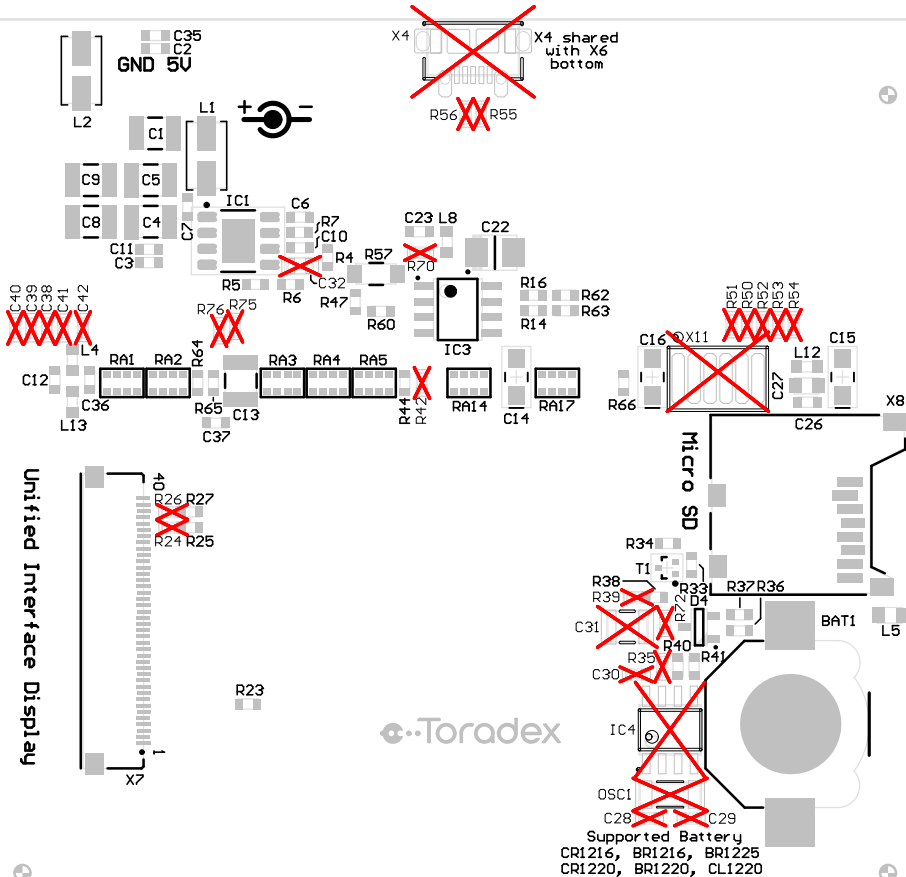 C35
C2
GND 5V
X4
X4 shared
with X6
bottom
R56
R55
L2
L1
+
−
C1
C9
C5
IC1
C8
C4
C7
C6
R7
C10
C11
C3
R4
R5
R6
C32
C23
L8
C22
R57
R70
R47
R60
R16
R62
R14
R63
IC3
C40
C39
C38
C41
C42
R76
R75
R51
R50
R52
R53
R54
C16
X11
C15
L4
RA1
RA2
R64
RA3
RA4
RA5
L12
C12
C36
R65
C13
R44
R42
RA14
C14
RA17
R66
C27
L13
C37
C26
X8
Micro SD
Unified Interface Display
40
R26
R27
R24
R25
R34
T1
R33
R38
R39
R72
D4
R37
R36
C31
BAT1
L5
R40
R41
R35
C30
R23
Toradex
IC4
1
X7
OSC1
C28
C29
Supported Battery
CR1216, BR1216, BR1225
CR1220, BR1220, CL1220